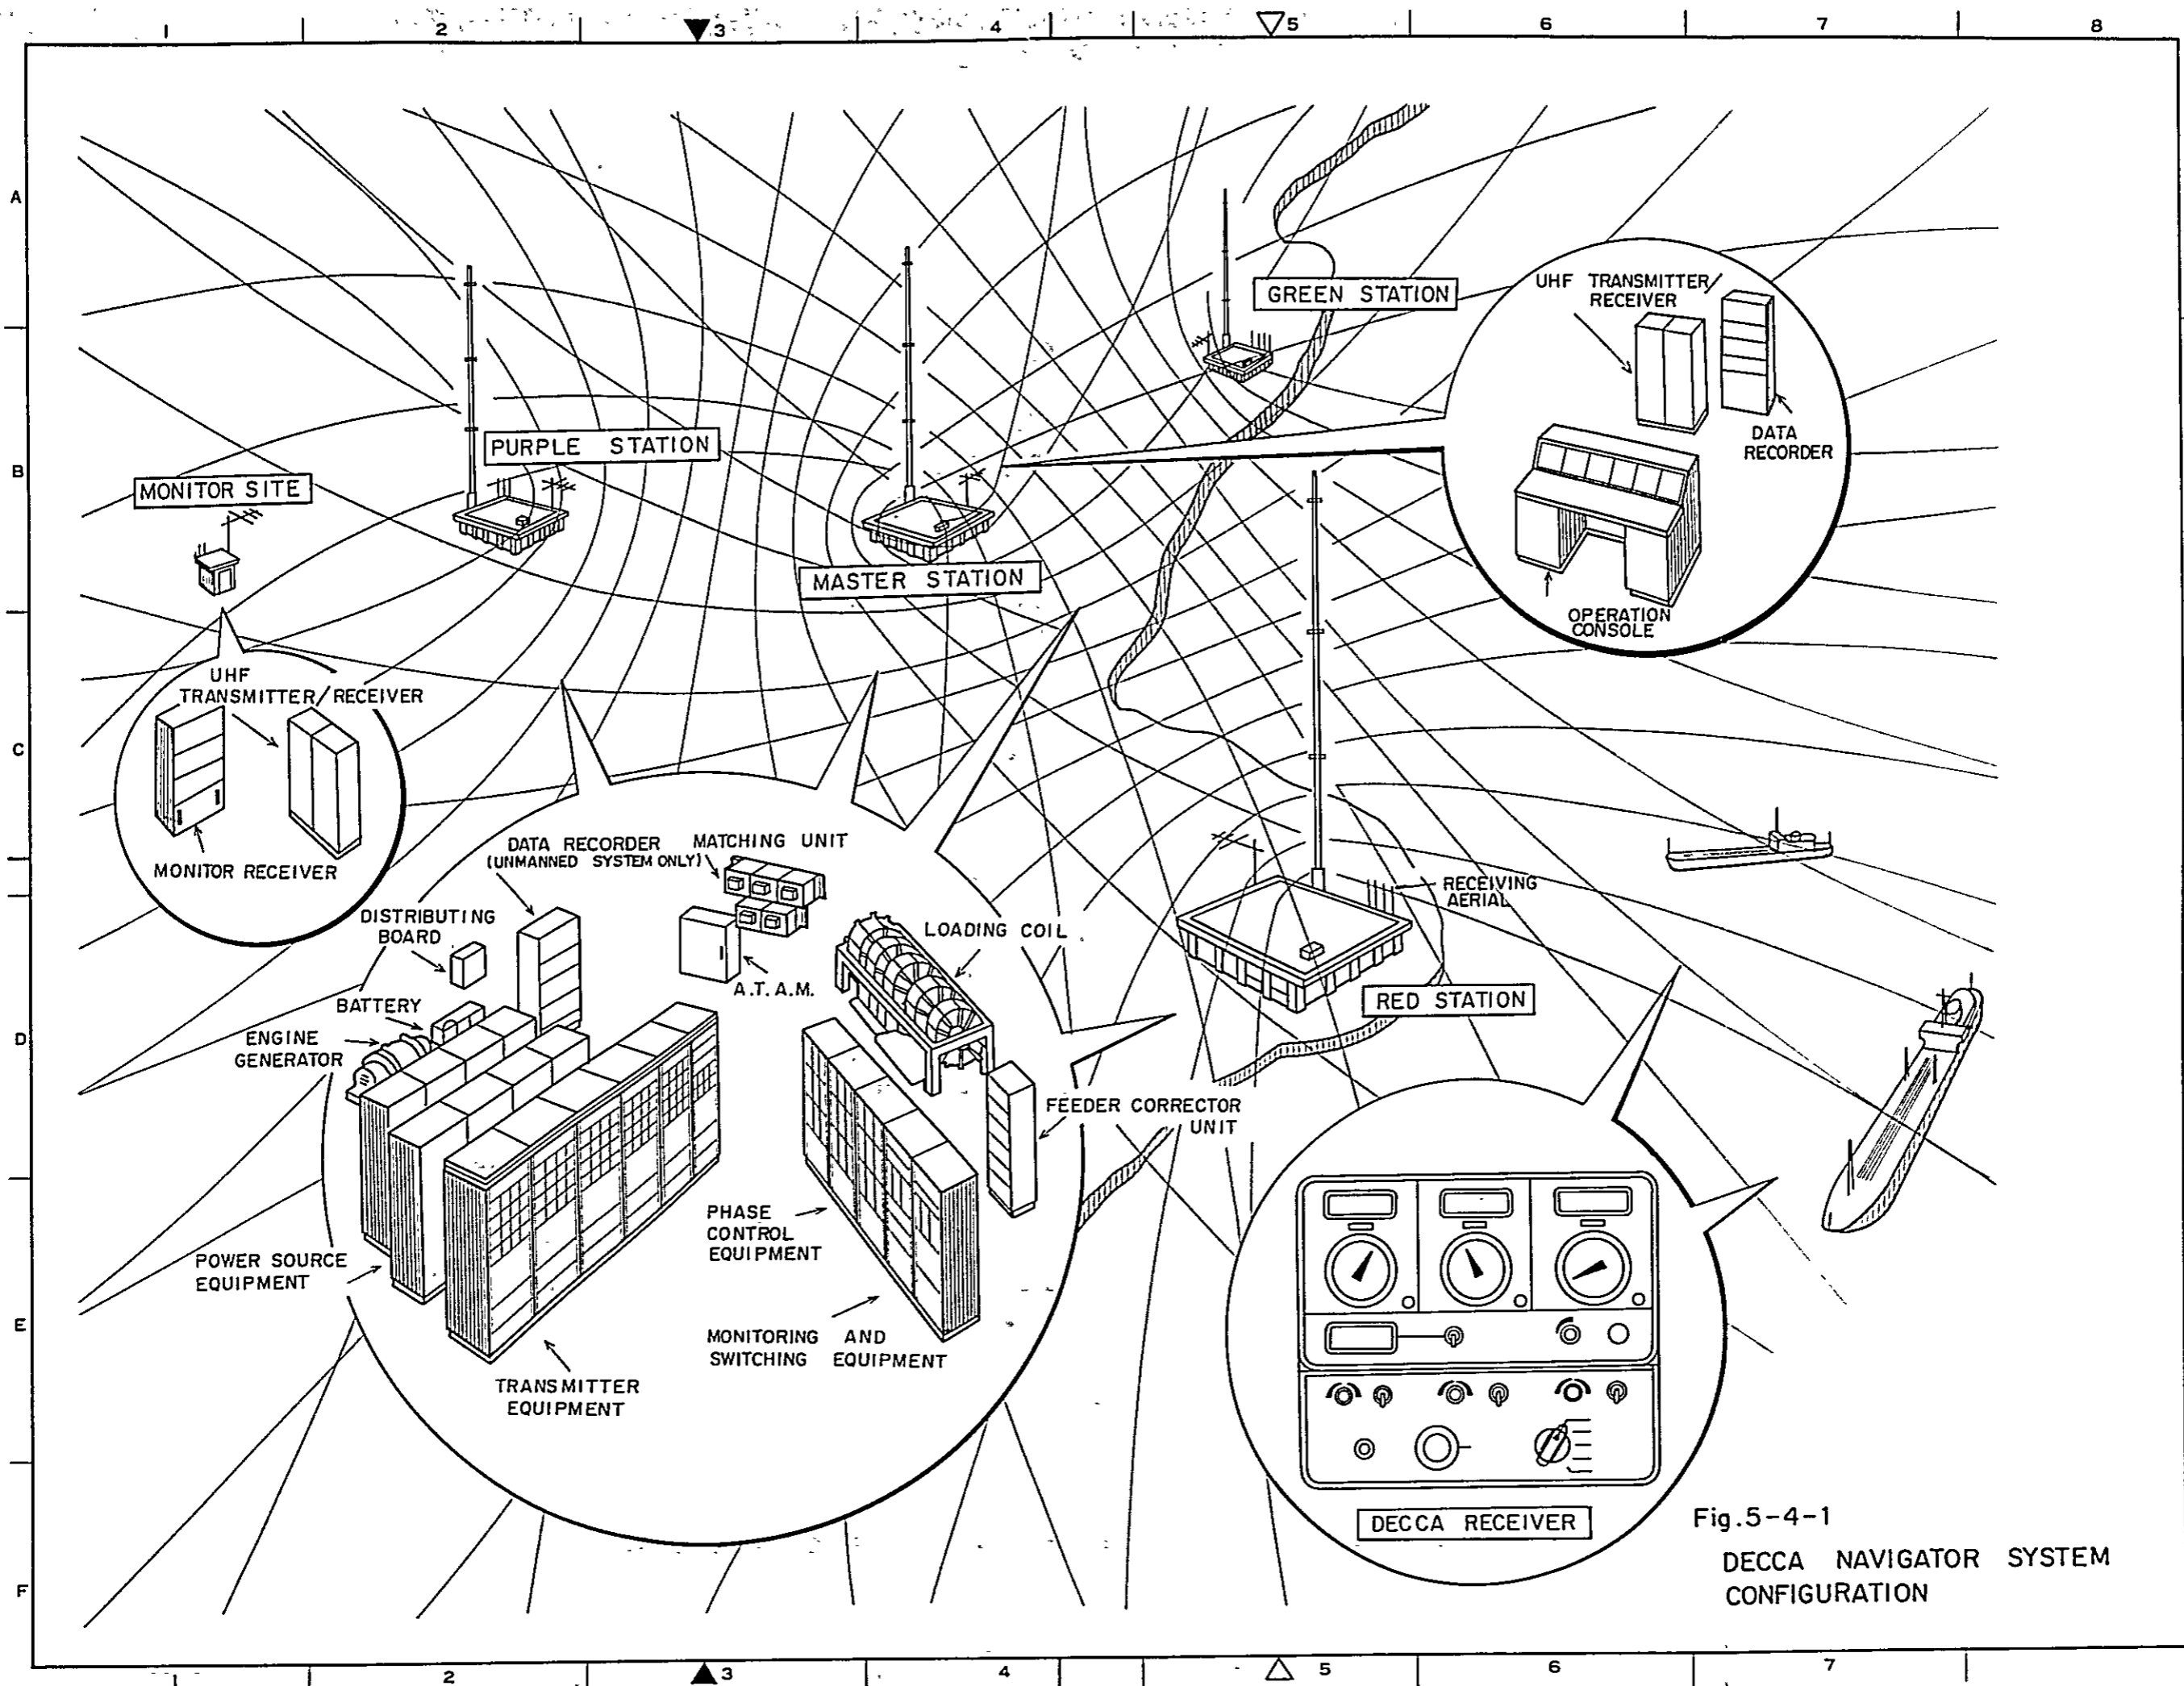 1 2 3 4 5 6 7 8
A
B
C
D
E
F
GREEN STATION
UHF TRANSMITTER/
RECEIVER
DATA
RECORDER
OPERATION
CONSOLE
PURPLE STATION
MONITOR SITE
MASTER STATION
UHF
TRANSMITTER/RECEIVER
MONITOR RECEIVER
DATA RECORDER
(UNMANNED SYSTEM ONLY)
MATCHING UNIT
DISTRIBUTING
BOARD
LOADING COIL
A.T.A.M.
BATTERY
ENGINE
GENERATOR
RECEIVING
AERIAL
RED STATION
FEEDER CORRECTOR
UNIT
PHASE
CONTROL
EQUIPMENT
POWER SOURCE
EQUIPMENT
MONITORING AND
SWITCHING EQUIPMENT
TRANSMITTER
EQUIPMENT
DECCA RECEIVER
Fig.5-4-1
DECCA NAVIGATOR SYSTEM
CONFIGURATION
1 2 3 4 5 6 7